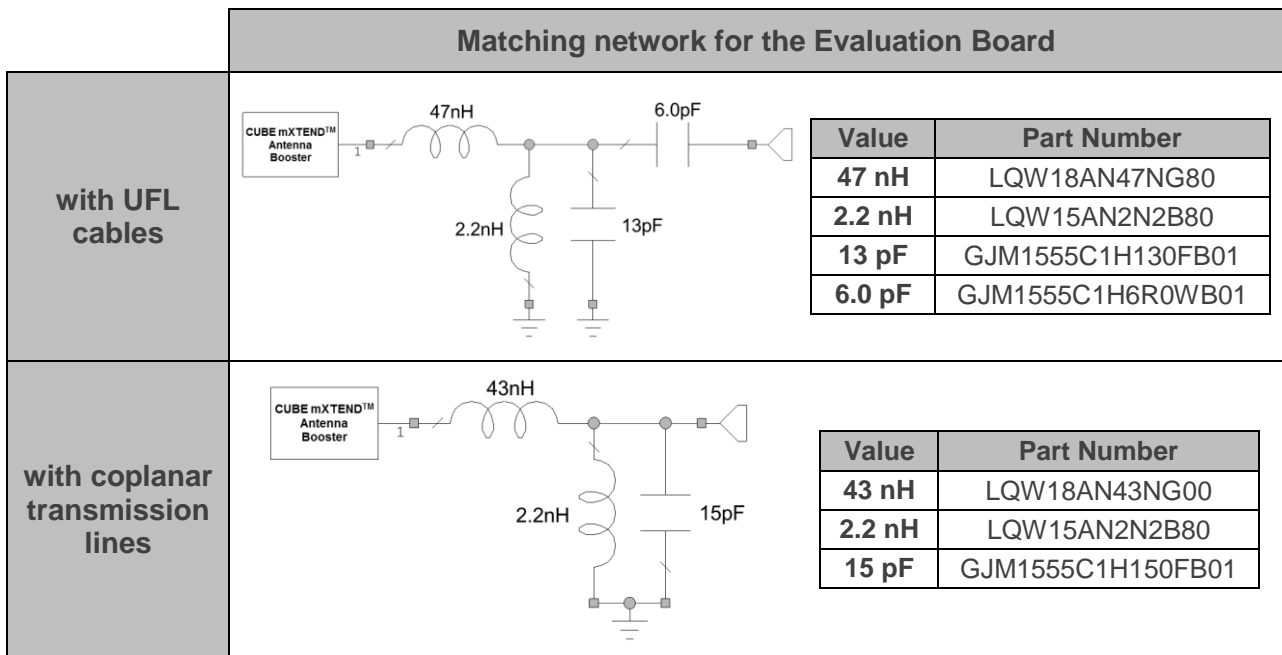 Matching network for the Evaluation Board
with UFL
cables
CUBE mXTEND™
Antenna
Booster
1
47nH
6.0pF
2.2nH
13pF
Value Part Number
47 nH LQW18AN47NG80
2.2 nH LQW15AN2N2B80
13 pF GJM1555C1H130FB01
6.0 pF GJM1555C1H6R0WB01
with coplanar
transmission
lines
CUBE mXTEND™
Antenna
Booster
1
43nH
2.2nH
15pF
Value Part Number
43 nH LQW18AN43NG00
2.2 nH LQW15AN2N2B80
15 pF GJM1555C1H150FB01